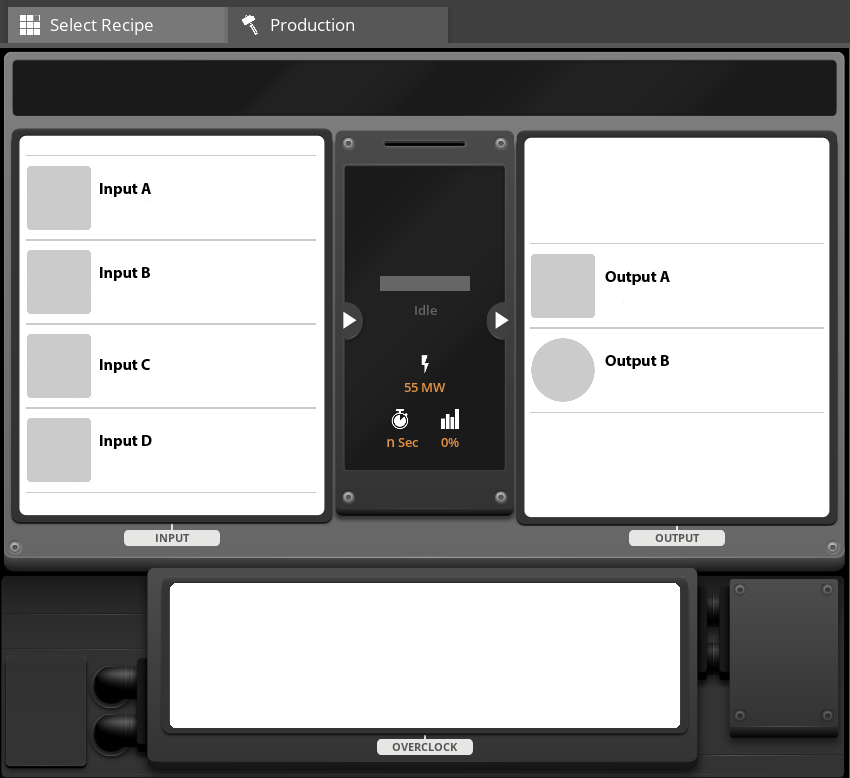 Select Recipe
Production
Input A
Input B
Input C
Input D
Idle
55 MW
n Sec
0%
Output A
Output B
INPUT
OUTPUT
OVERCLOCK